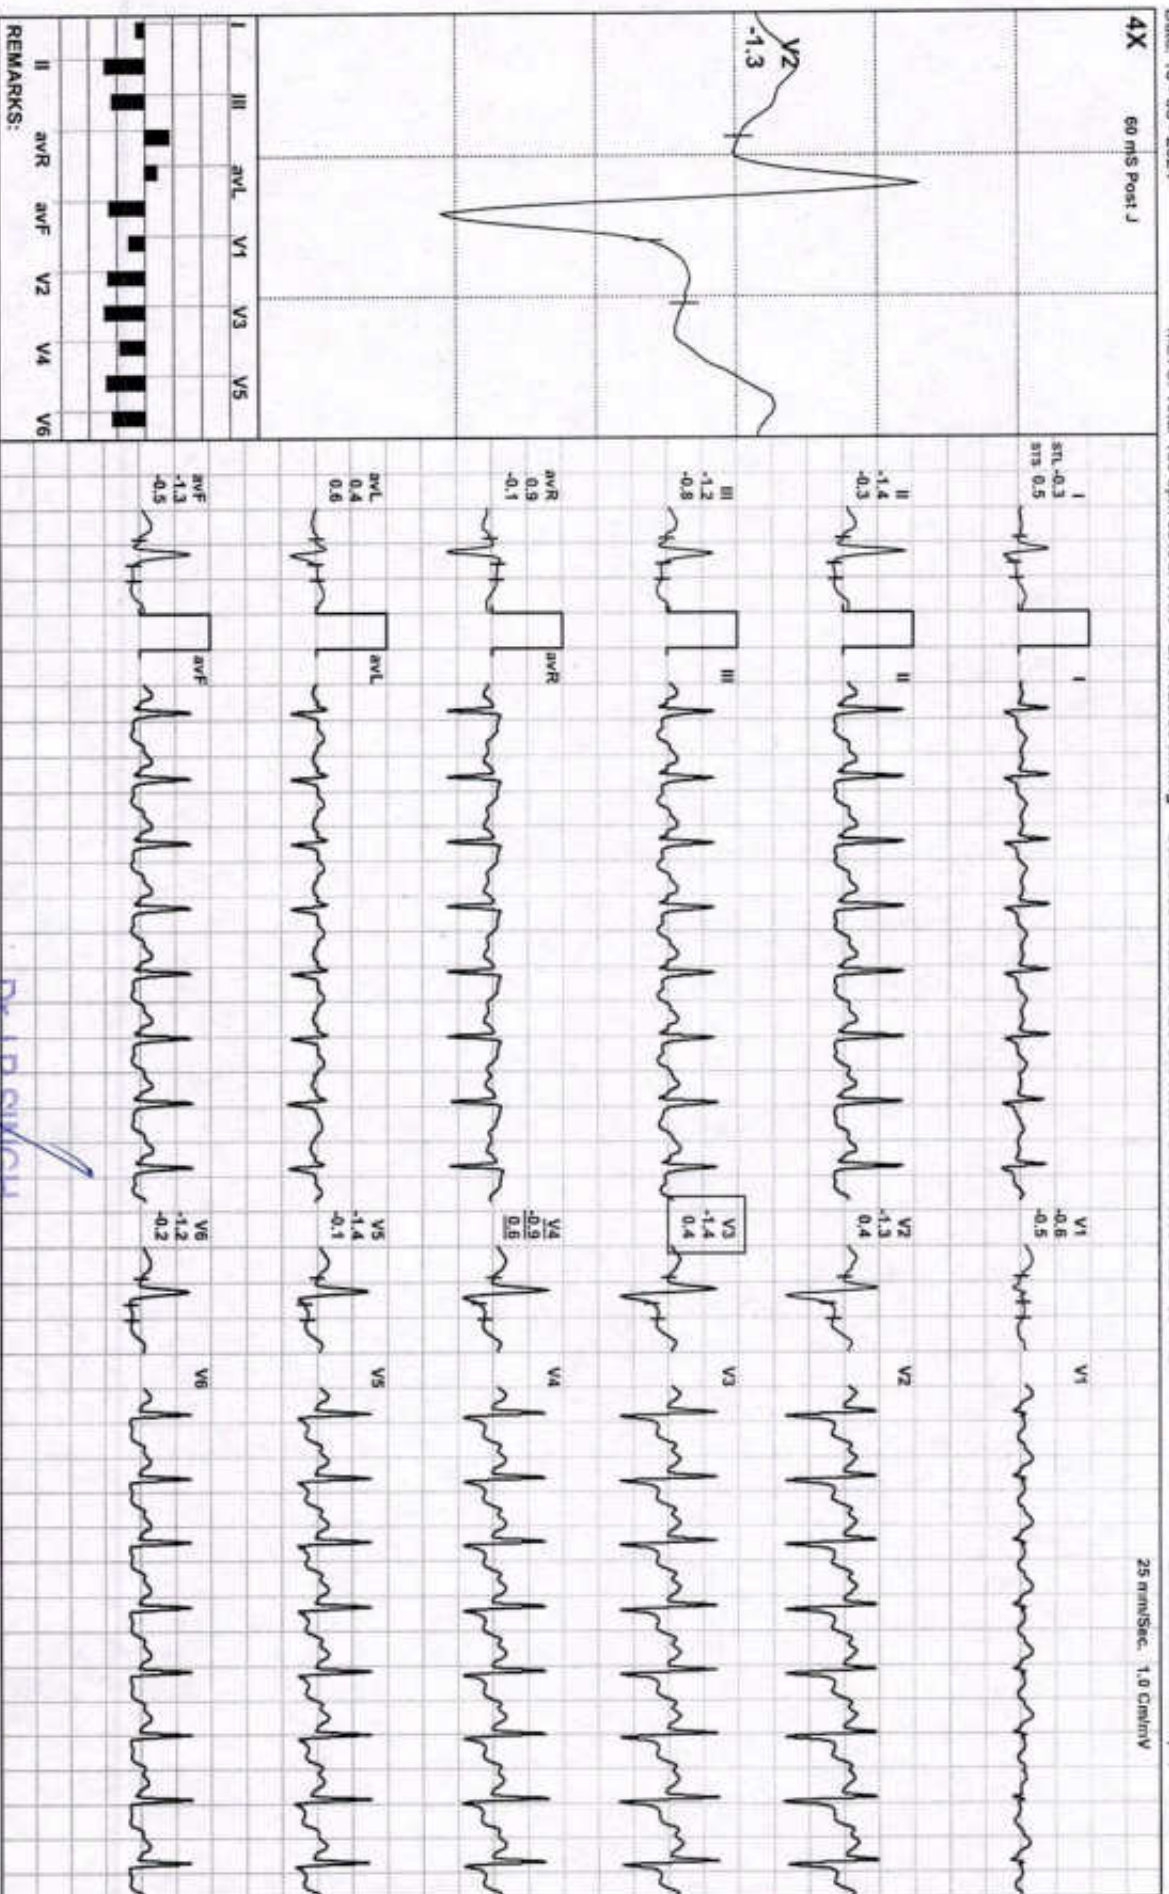 4X
60 mS Post J
25 mm/Sec. 1.0 Cm/mV
V2
-1.3
I
STL -0.3
STS 0.5
I
V1
-0.6
-0.5
V1
II
-1.4
-0.3
II
V2
-1.3
0.4
V2
III
-1.2
-0.8
III
V3
-1.4
0.4
V3
avR
0.9
-0.1
avR
V4
-0.9
0.6
V4
avL
0.4
0.6
avL
V5
-1.4
-0.1
V5
avF
-1.3
-0.5
avF
V6
-1.2
-0.2
V6
I III avL V1 V3 V5
II avR avF V2 V4 V6
REMARKS: